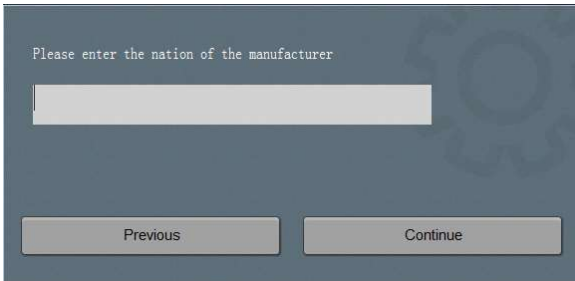 Please enter the nation of the manufacturer
Previous
Continue